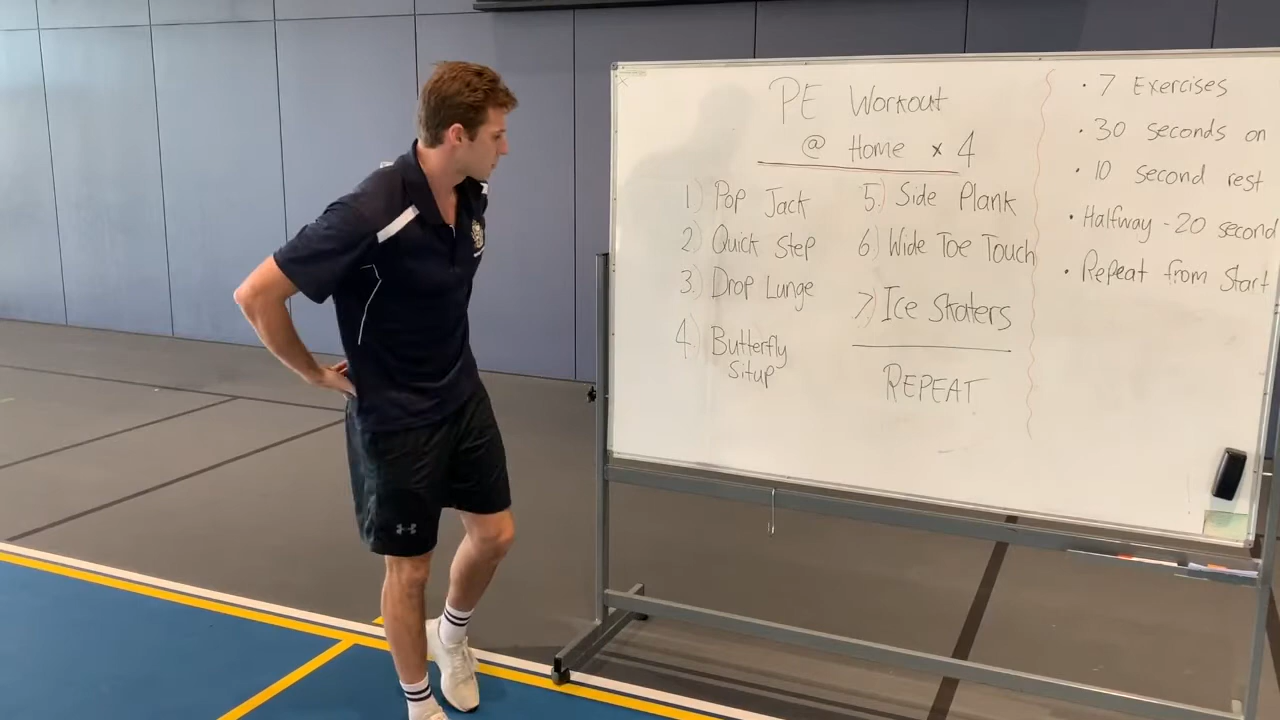 PE Workout
@ Home x 4
1) Pop Jack
2) Quick Step
3.) Drop Lunge
4.) Butterfly
Situp
5.) Side Plank
6.) Wide Toe Touch
7.) Ice Skaters
REPEAT
• 7 Exercises
• 30 seconds on
• 10 second rest
• Halfway - 20 second
• Repeat from Start